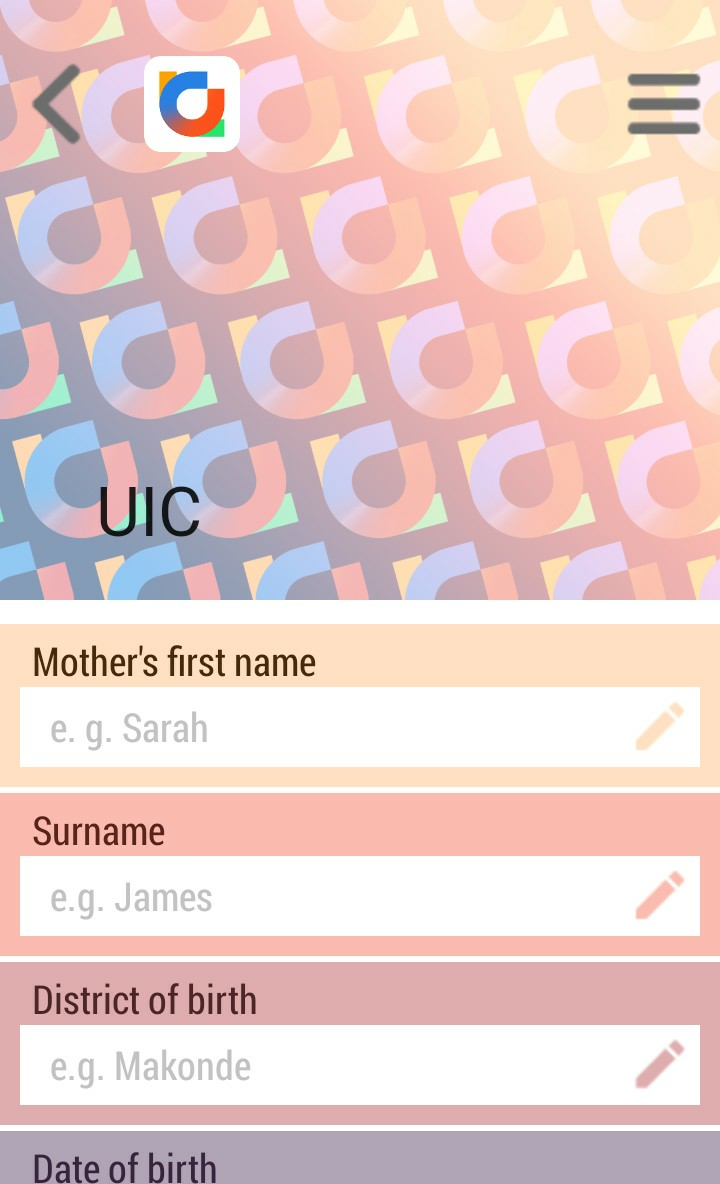 UIC
Mother's first name
e. g. Sarah
Surname
e.g. James
District of birth
e.g. Makonde
Date of birth